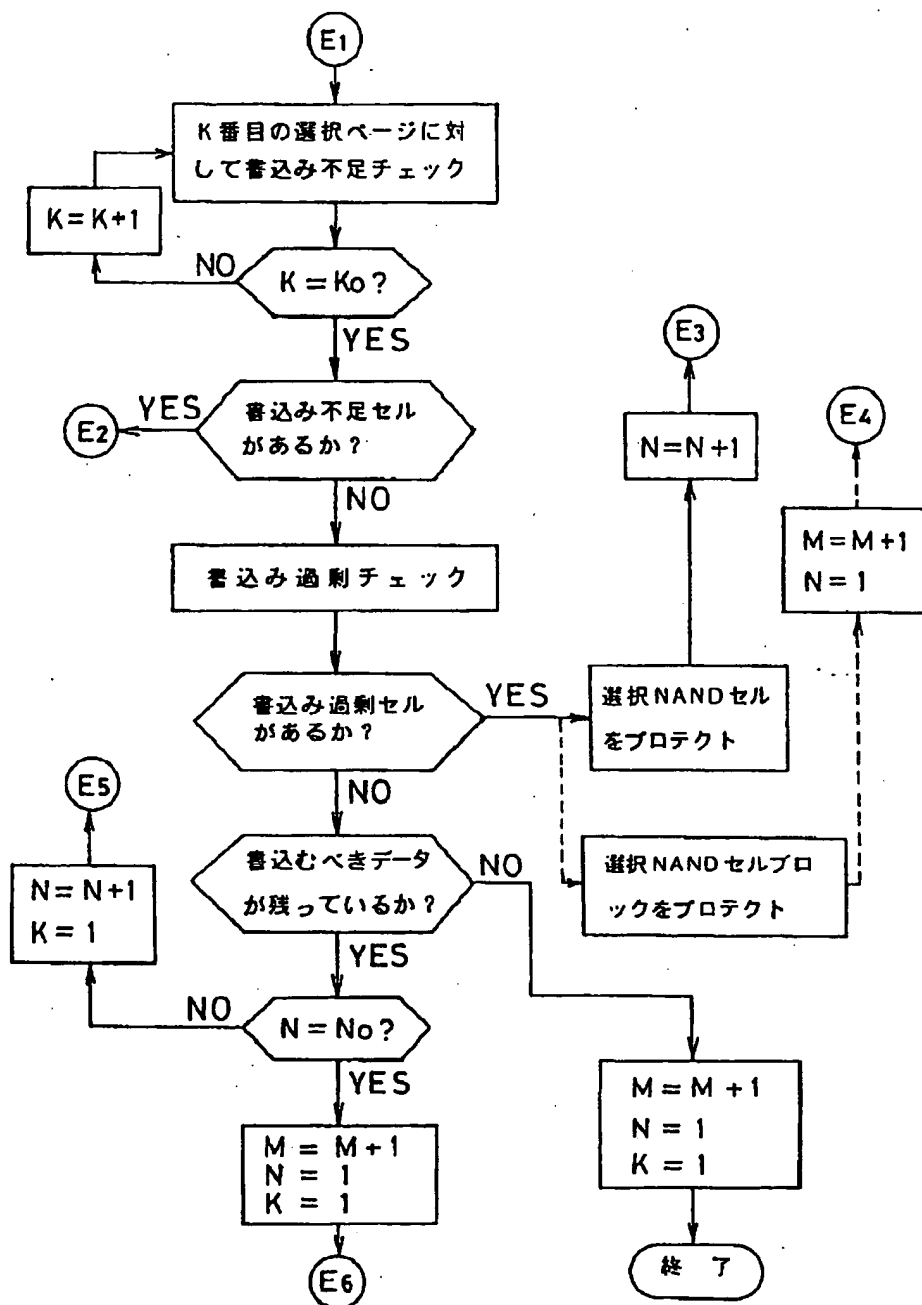 E1
K番目の選択ページに対
して書込み不足チェック
K=K+1
NO
K=Ko?
YES
E3
YES
E2
書込み不足セル
があるか?
N=N+1
E4
NO
M=M+1
N=1
書込み過剰チェック
書込み過剰セル
があるか?
YES
選択NANDセル
をプロテクト
NO
E5
書込むべきデータ
が残っているか?
NO
選択NANDセルブロ
ックをプロテクト
N=N+1
K=1
YES
NO
N=No?
YES
M=M+1
N=1
K=1
M=M+1
N=1
K=1
E6
終了